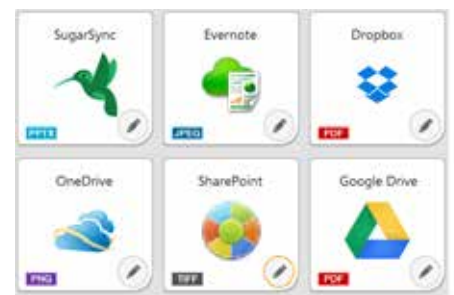 SugarSync Evernote Dropbox
PPTX JPEG PDF
OneDrive SharePoint Google Drive
PNG TIFF PDF